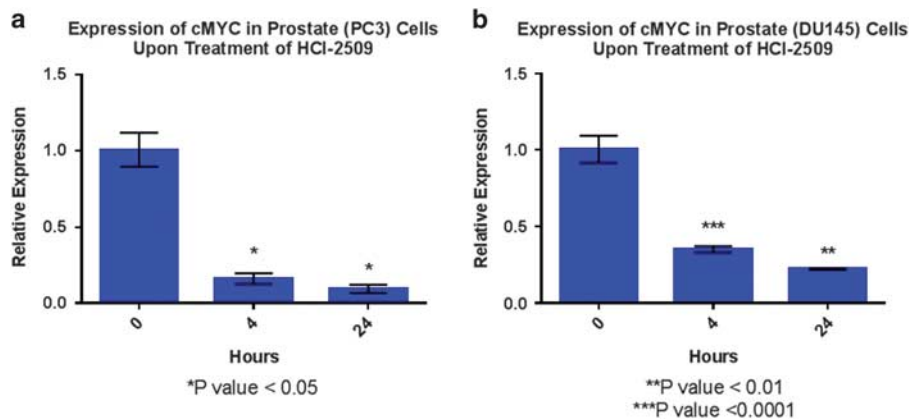 a
Expression of cMYC in Prostate (PC3) Cells
Upon Treatment of HCI-2509
Relative Expression
1.5
1.0
0.5
0.0
*
*
0
4
24
Hours
*P value < 0.05
b
Expression of cMYC in Prostate (DU145) Cells
Upon Treatment of HCI-2509
Relative Expression
1.5
1.0
0.5
0.0
***
**
0
4
24
Hours
**P value < 0.01
***P value <0.0001